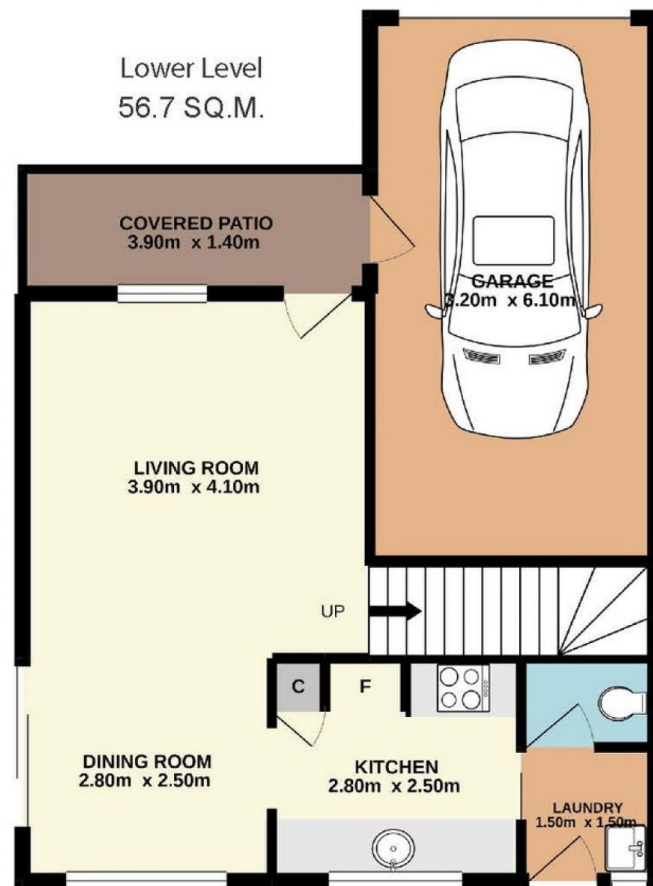 Lower Level
56.7 SQ.M.
COVERED PATIO
3.90m x 1.40m
GARAGE
3.20m x 6.10m
LIVING ROOM
3.90m x 4.10m
UP
C
F
DINING ROOM
2.80m x 2.50m
KITCHEN
2.80m x 2.50m
LAUNDRY
1.50m x 1.50m